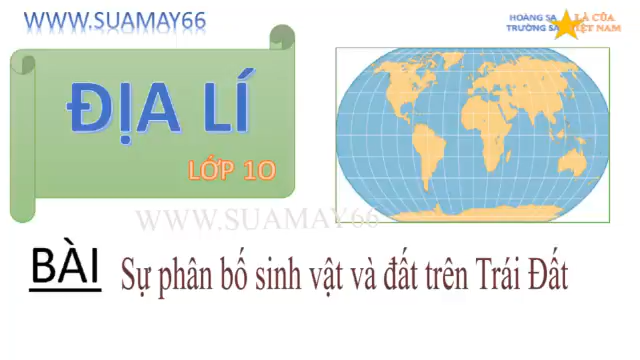 WWW.SUAMAY66
HOÀNG SA LÀ CỦA
TRƯỜNG SA VIỆT NAM
ĐỊA LÍ
LỚP 10
WWW.SUAMAY66
BÀI Sự phân bố sinh vật và đất trên Trái Đất